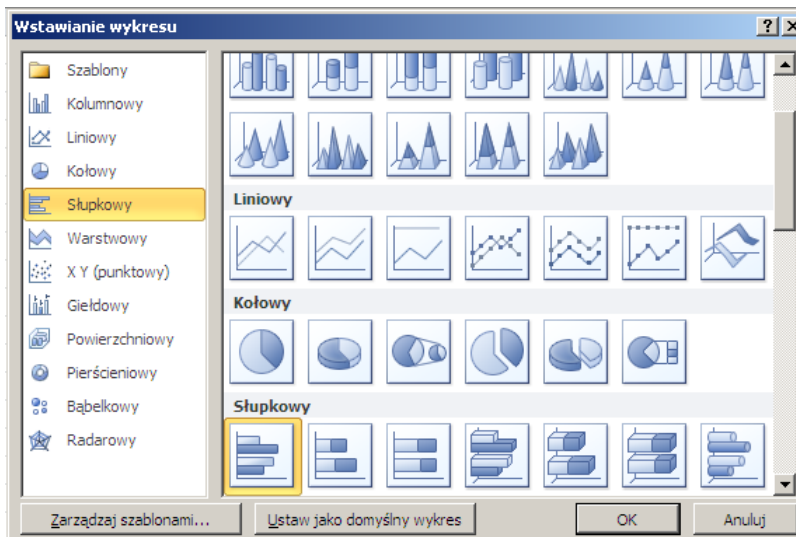 Wstawianie wykresu
Szablony
Kolumnowy
Liniowy
Kołowy
Słupkowy
Warstwowy
X Y (punktowy)
Giełdowy
Powierzchniowy
Pierścieniowy
Bąbelkowy
Radarowy
Liniowy
Kołowy
Słupkowy
Zarządzaj szablonami...
Ustaw jako domyślny wykres
OK
Anuluj